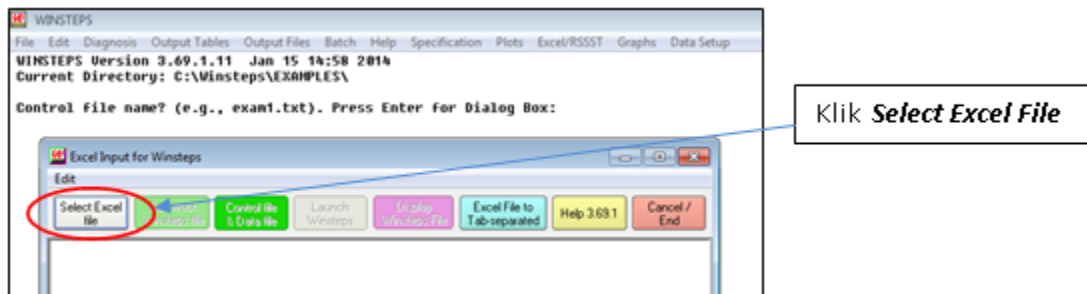 WINSTEPS
File Edit Diagnosis Output Tables Output Files Batch Help Specification Plots Excel/RSSST Graphs Data Setup
WINSTEPS Version 3.69.1.11 Jan 15 14:58 2014
Current Directory: C:\Winsteps\EXAMPLES\
Control file name? (e.g., exam1.txt). Press Enter for Dialog Box:
Klik Select Excel File
Excel Input for Winsteps
Edit
Select Excel
file
Control file
& Data file
Launch
Winsteps
Display
Winsteps File
Excel File to
Tab-separated
Help 3.69.1
Cancel /
End